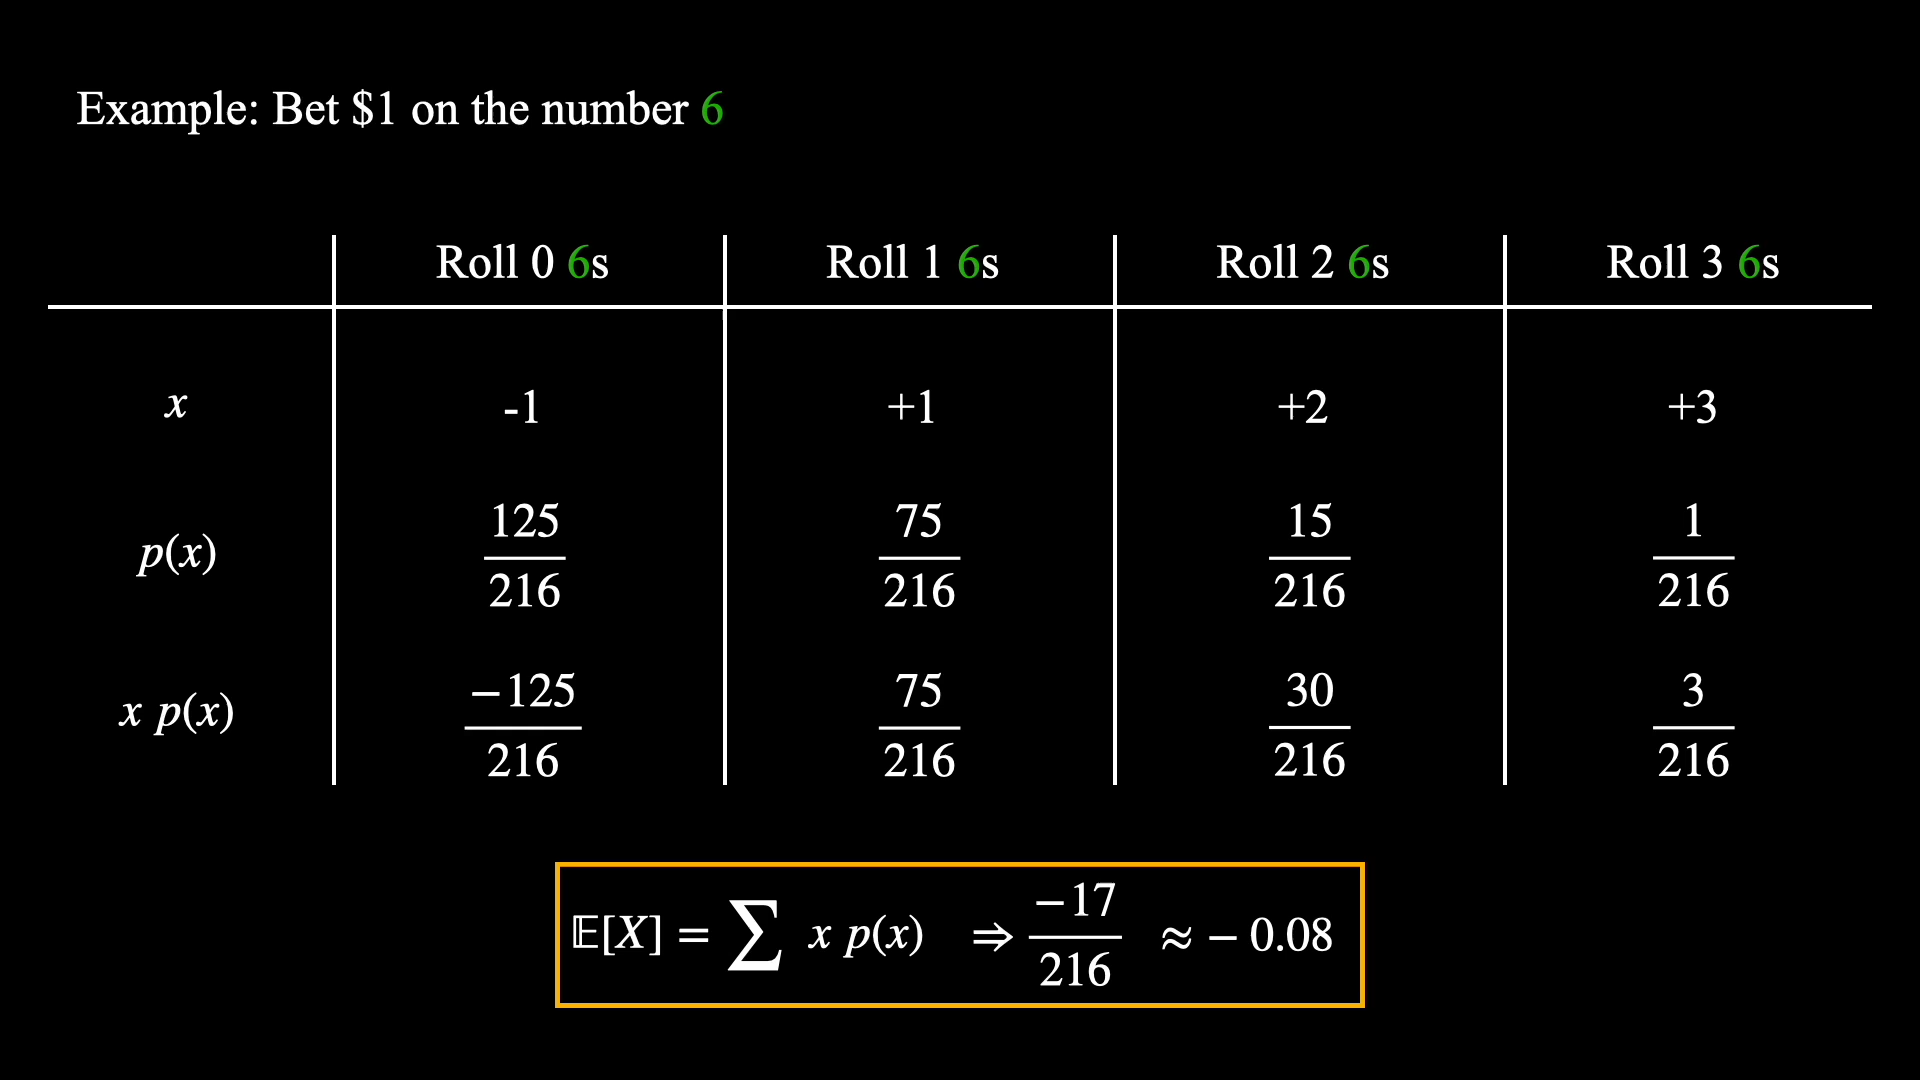 Example: Bet $1 on the number 6
Roll 0 6s Roll 1 6s Roll 2 6s Roll 3 6s
x -1 +1 +2 +3
p(x) 125/216 75/216 15/216 1/216
x p(x) −125/216 75/216 30/216 3/216
𝔼[X] = ∑ x p(x) ⇒ −17/216 ≈ − 0.08